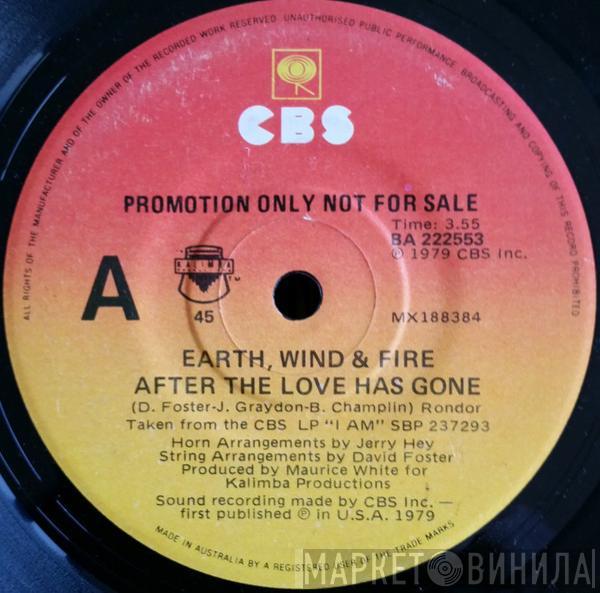 ALL RIGHTS OF THE MANUFACTURER AND OF THE OWNER OF THE RECORDED WORK RESERVED. UNAUTHORISED PUBLIC PERFORMANCE, BROADCASTING AND COPYING OF THIS RECORD PROHIBITED
CBS
PROMOTION ONLY NOT FOR SALE
Time: 3.55
BA 222553
℗ 1979 CBS Inc.
A
KALIMBA
TM
45
MX188384
EARTH, WIND & FIRE
AFTER THE LOVE HAS GONE
(D. Foster-J. Graydon-B. Champlin) Rondor
Taken from the CBS LP "I AM" SBP 237293
Horn Arrangements by Jerry Hey
String Arrangements by David Foster
Produced by Maurice White for
Kalimba Productions
Sound recording made by CBS Inc. —
first published ℗ in U.S.A. 1979
MADE IN AUSTRALIA BY A REGISTERED USER OF THE TRADE MARKS
МАРКЕТ ВИНИЛА